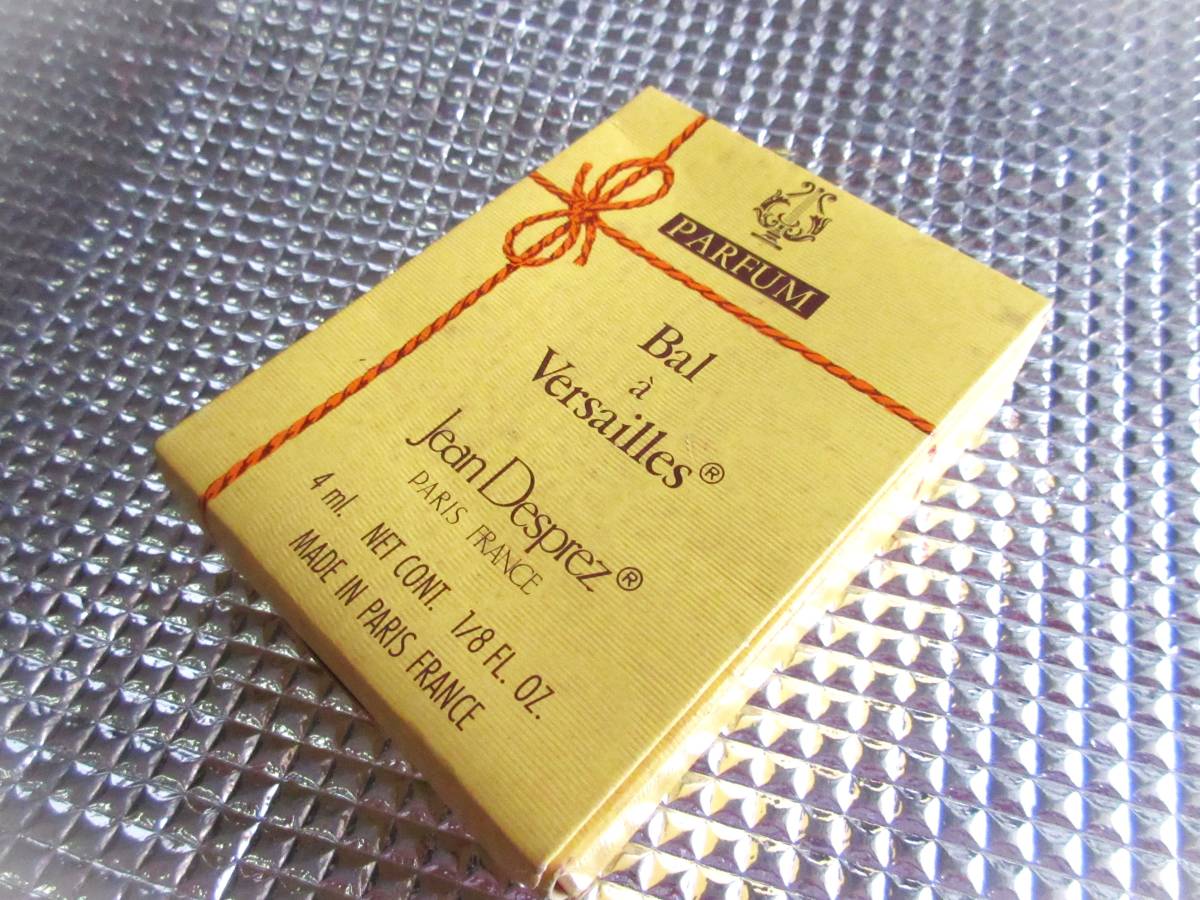 PARFUM
Bal
à
Versailles®
Jean Desprez®
PARIS FRANCE
4 ml. NET CONT. 1/8 FL. OZ.
MADE IN PARIS FRANCE